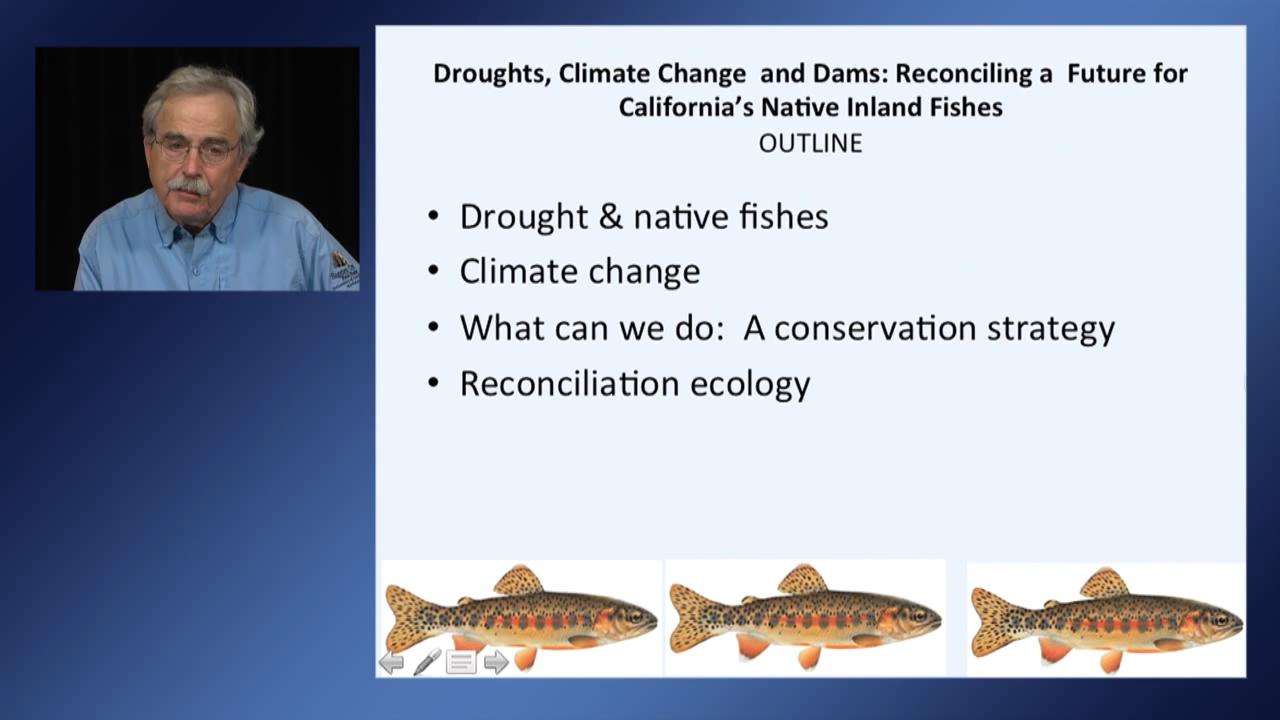 Droughts, Climate Change  and Dams: Reconciling a  Future for
California's Native Inland Fishes
OUTLINE
• Drought & native fishes
• Climate change
• What can we do:  A conservation strategy
• Reconciliation ecology